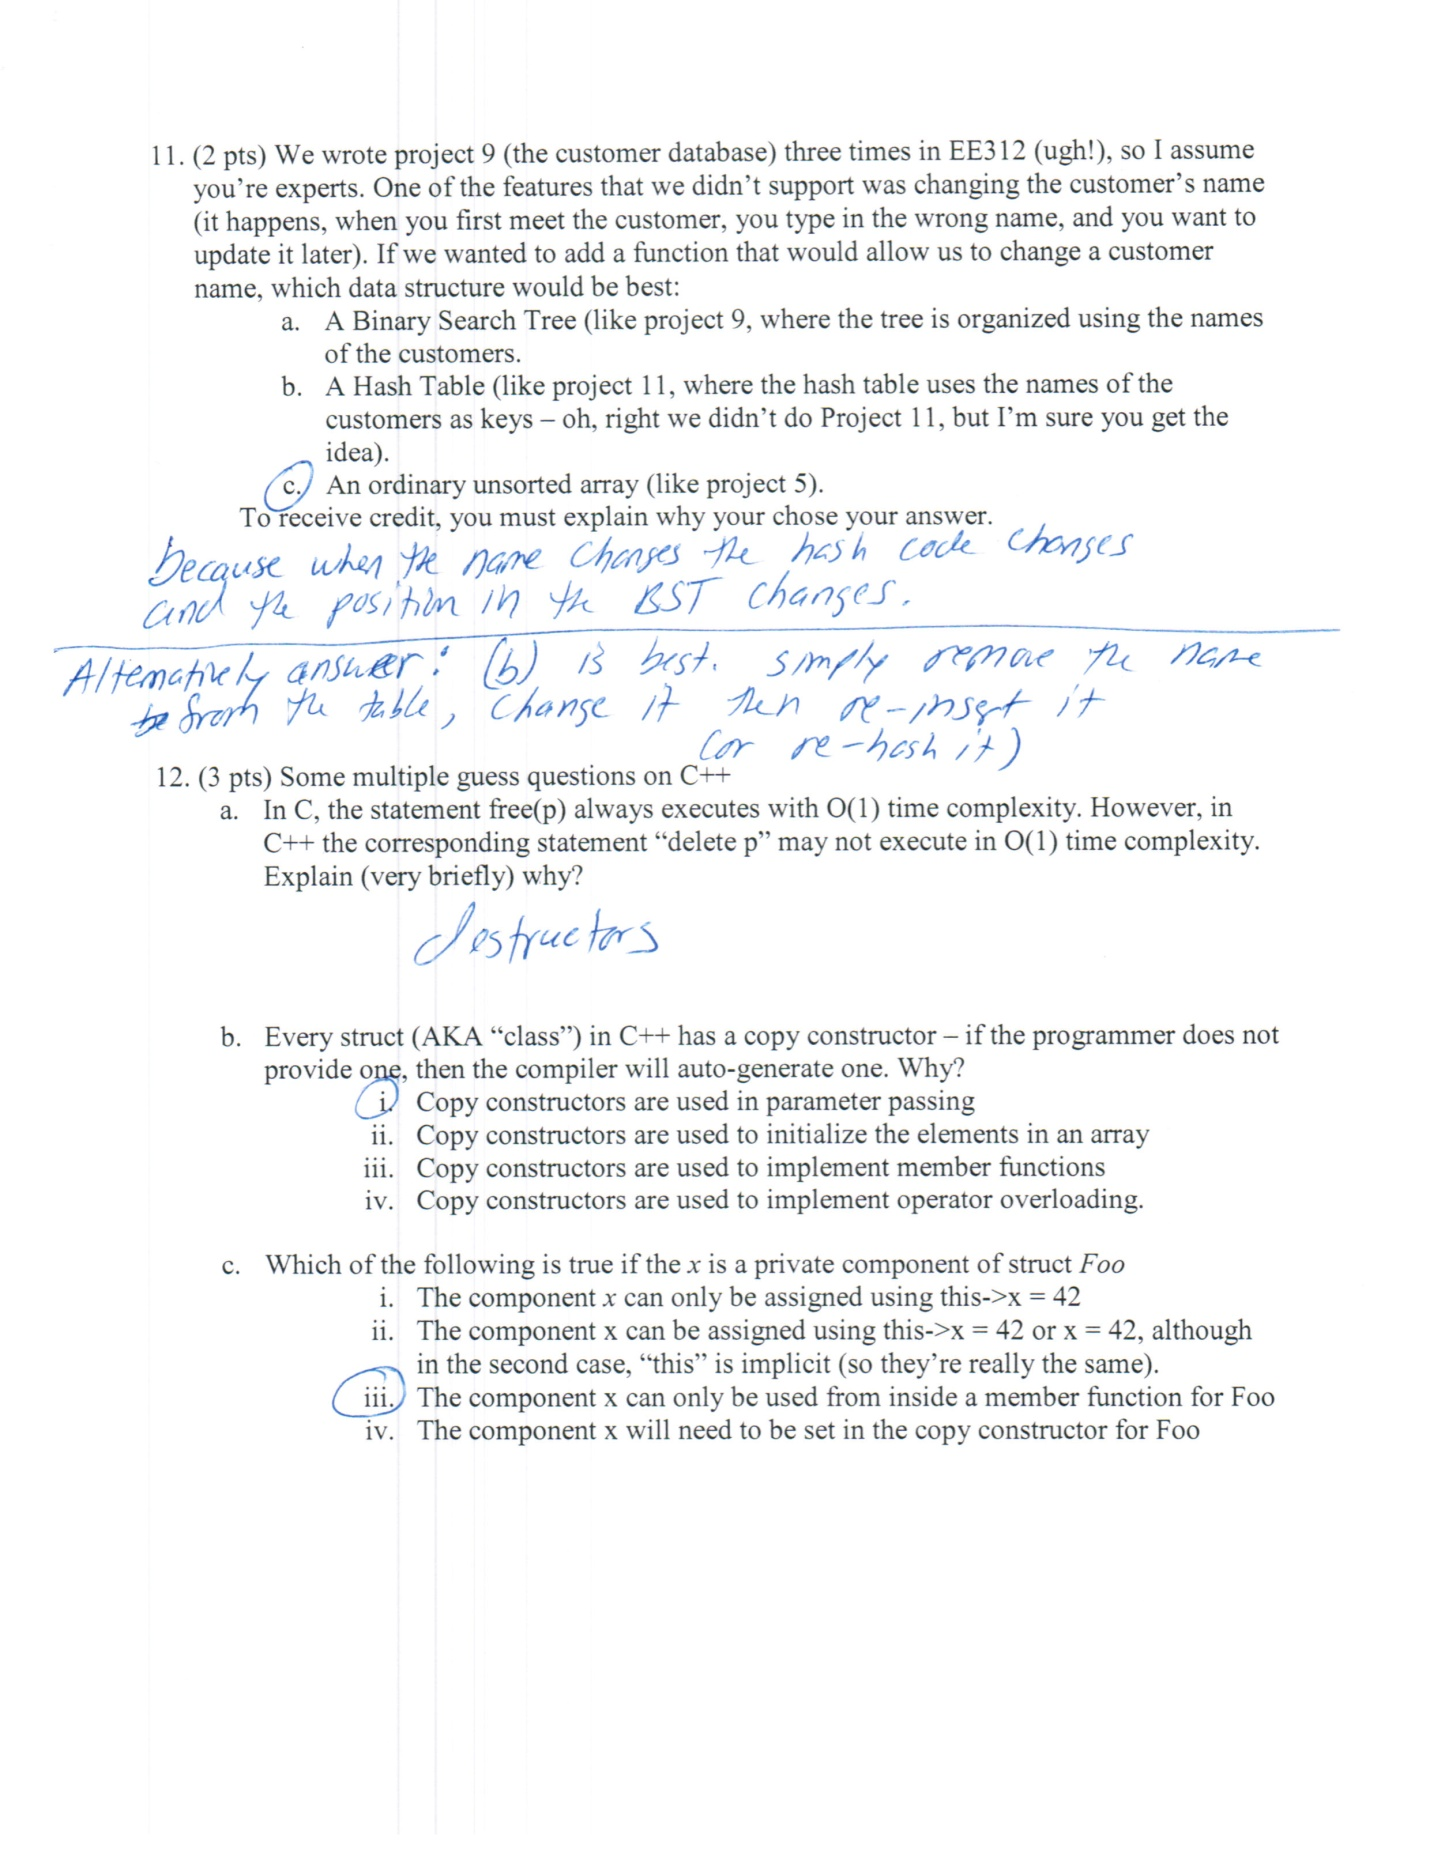 11. (2 pts) We wrote project 9 (the customer database) three times in EE312 (ugh!), so I assume
you're experts. One of the features that we didn't support was changing the customer's name
(it happens, when you first meet the customer, you type in the wrong name, and you want to
update it later). If we wanted to add a function that would allow us to change a customer
name, which data structure would be best:
a. A Binary Search Tree (like project 9, where the tree is organized using the names
of the customers.
b. A Hash Table (like project 11, where the hash table uses the names of the
customers as keys – oh, right we didn't do Project 11, but I'm sure you get the
idea).
c. An ordinary unsorted array (like project 5).
To receive credit, you must explain why your chose your answer.
because when the name changes the hash code changes
and the position in the BST changes.
Alternatively answer: (b) is best. simply remove the name
be from the table, change it then re-insert it
(or re-hash it)
12. (3 pts) Some multiple guess questions on C++
a. In C, the statement free(p) always executes with O(1) time complexity. However, in
C++ the corresponding statement “delete p” may not execute in O(1) time complexity.
Explain (very briefly) why?
destructors
b. Every struct (AKA “class”) in C++ has a copy constructor – if the programmer does not
provide one, then the compiler will auto-generate one. Why?
i. Copy constructors are used in parameter passing
ii. Copy constructors are used to initialize the elements in an array
iii. Copy constructors are used to implement member functions
iv. Copy constructors are used to implement operator overloading.
c. Which of the following is true if the x is a private component of struct Foo
i. The component x can only be assigned using this->x = 42
ii. The component x can be assigned using this->x = 42 or x = 42, although
in the second case, “this” is implicit (so they're really the same).
iii. The component x can only be used from inside a member function for Foo
iv. The component x will need to be set in the copy constructor for Foo